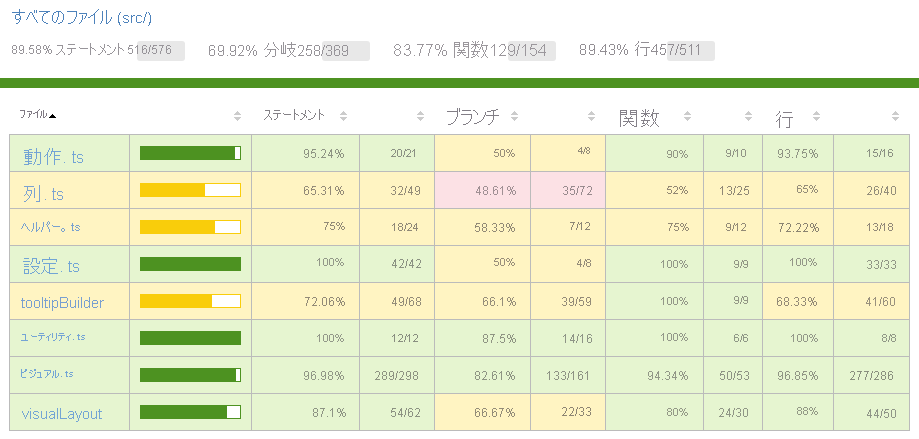 すべてのファイル (src/)
89.58% ステートメント 516/576 69.92% 分岐258/369 83.77% 関数129/154 89.43% 行457/511
ファイル ステートメント ブランチ 関数 行
動作. ts 95.24% 20/21 50% 4/8 90% 9/10 93.75% 15/16
列. ts 65.31% 32/49 48.61% 35/72 52% 13/25 65% 26/40
ヘルパー。ts 75% 18/24 58.33% 7/12 75% 9/12 72.22% 13/18
設定. ts 100% 42/42 50% 4/8 100% 9/9 100% 33/33
tooltipBuilder 72.06% 49/68 66.1% 39/59 100% 9/9 68.33% 41/60
ユーティリティ. ts 100% 12/12 87.5% 14/16 100% 6/6 100% 8/8
ビジュアル. ts 96.98% 289/298 82.61% 133/161 94.34% 50/53 96.85% 277/286
visualLayout 87.1% 54/62 66.67% 22/33 80% 24/30 88% 44/50